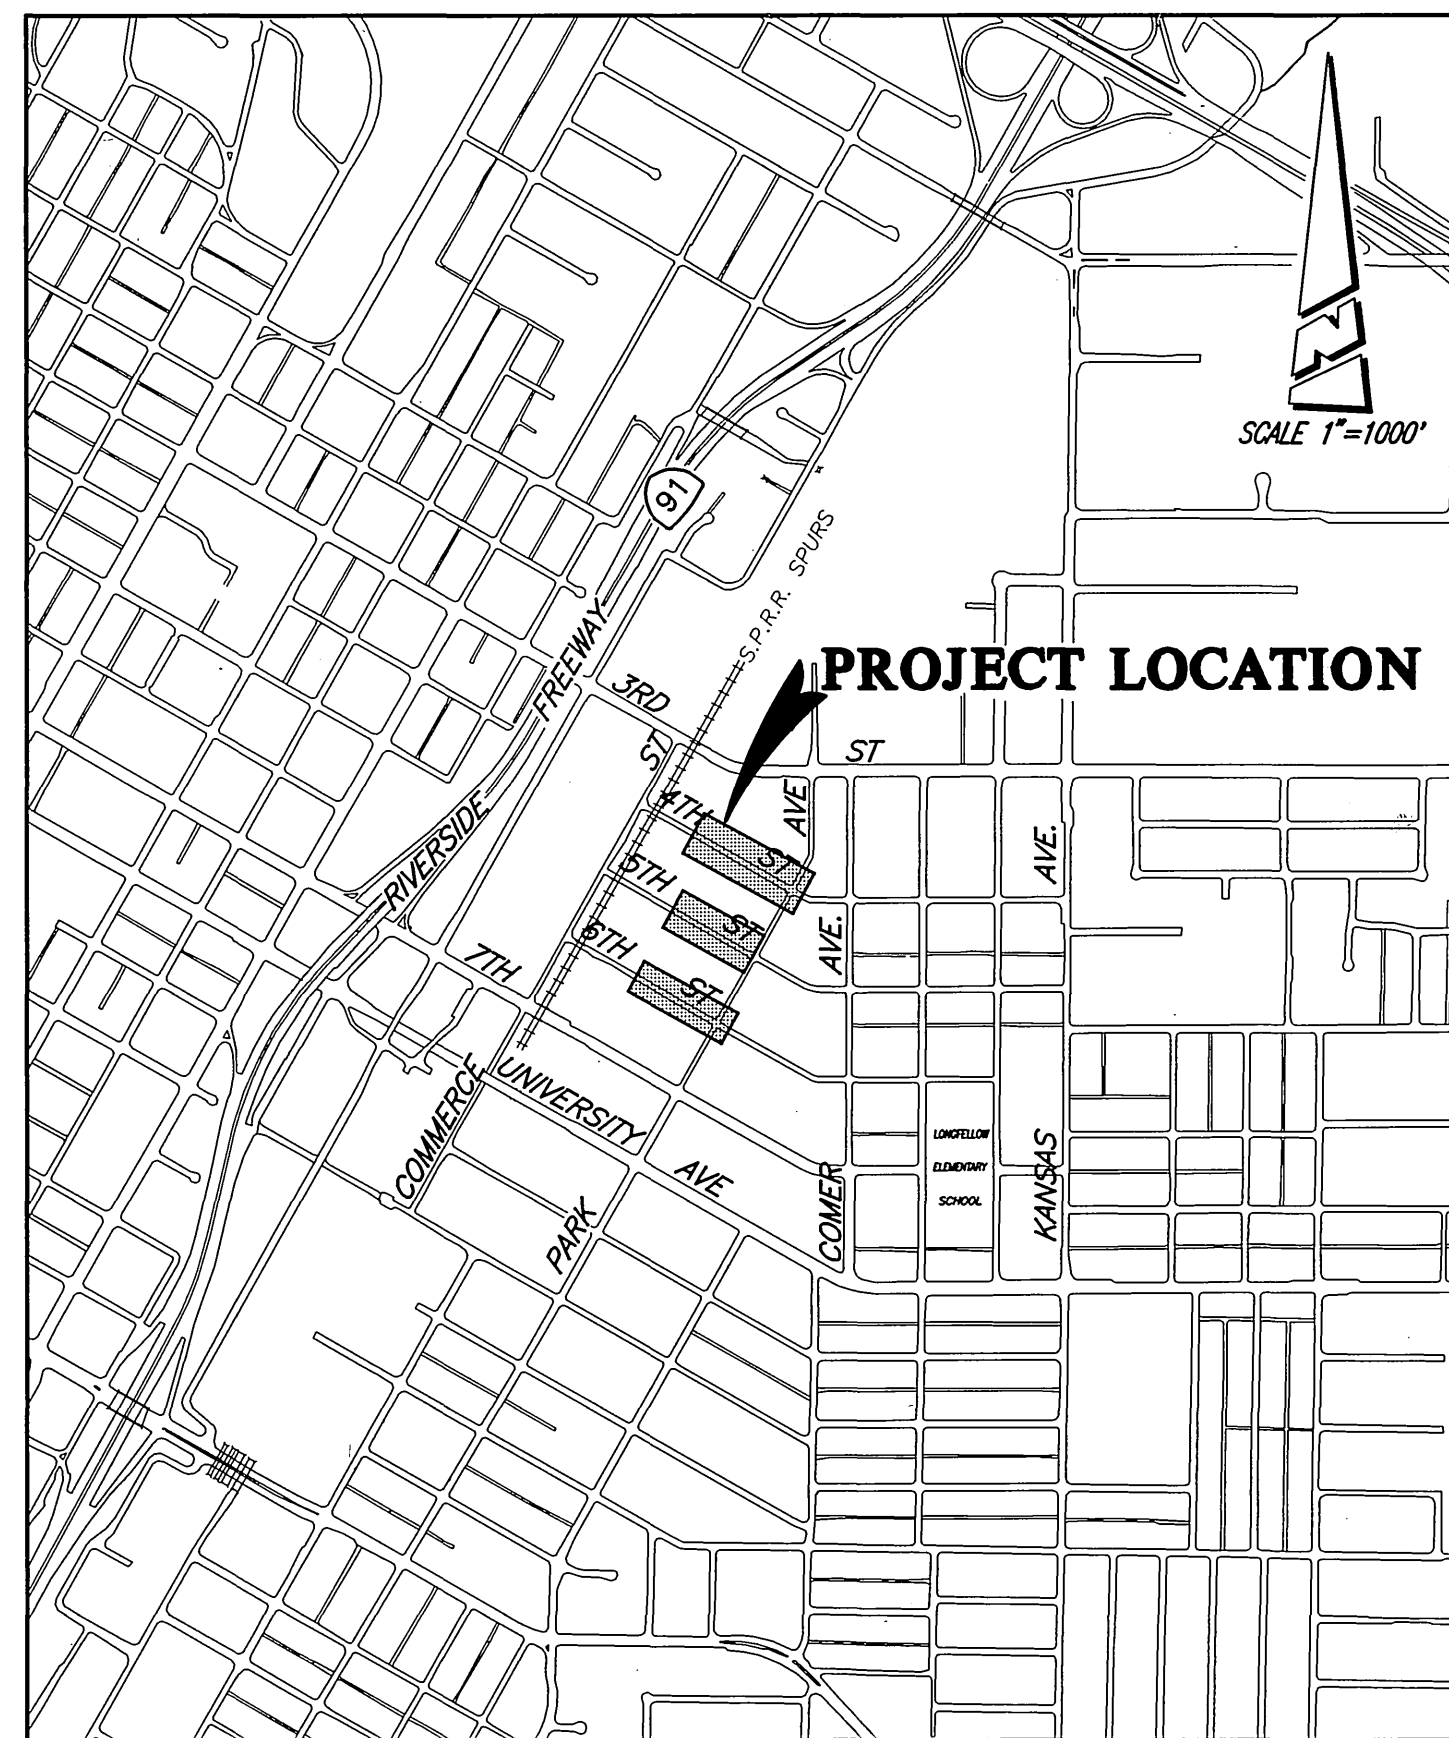 SCALE 1"=1000'
91
S.P.R.R. SPURS
RIVERSIDE FREEWAY
PROJECT LOCATION
3RD ST
ST
4TH ST
AVE
5TH ST
6TH ST
7TH
AVE.
AVE.
COMMERCE
UNIVERSITY AVE
PARK
COMER
KANSAS
LONGFELLOW
ELEMENTARY
SCHOOL
N